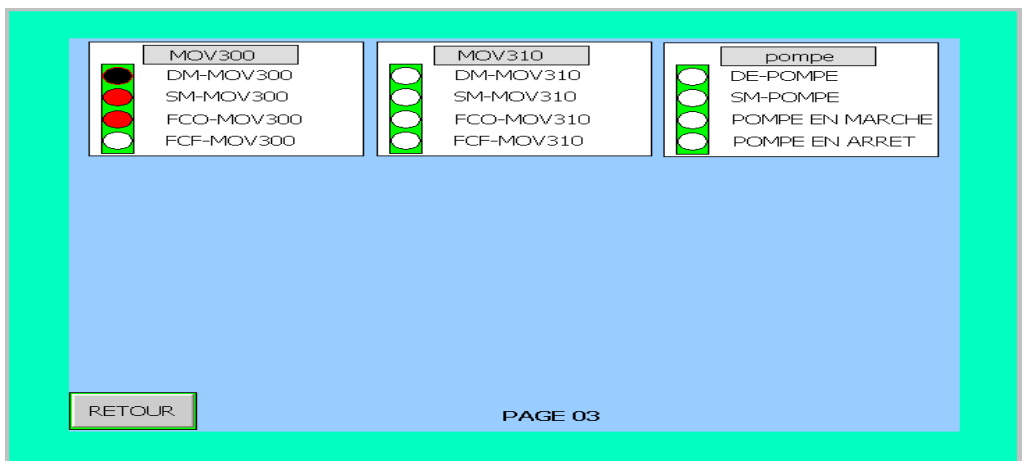 MOV300
DM-MOV300
SM-MOV300
FCO-MOV300
FCF-MOV300
MOV310
DM-MOV310
SM-MOV310
FCO-MOV310
FCF-MOV310
pompe
DE-POMPE
SM-POMPE
POMPE EN MARCHE
POMPE EN ARRET
RETOUR
PAGE 03